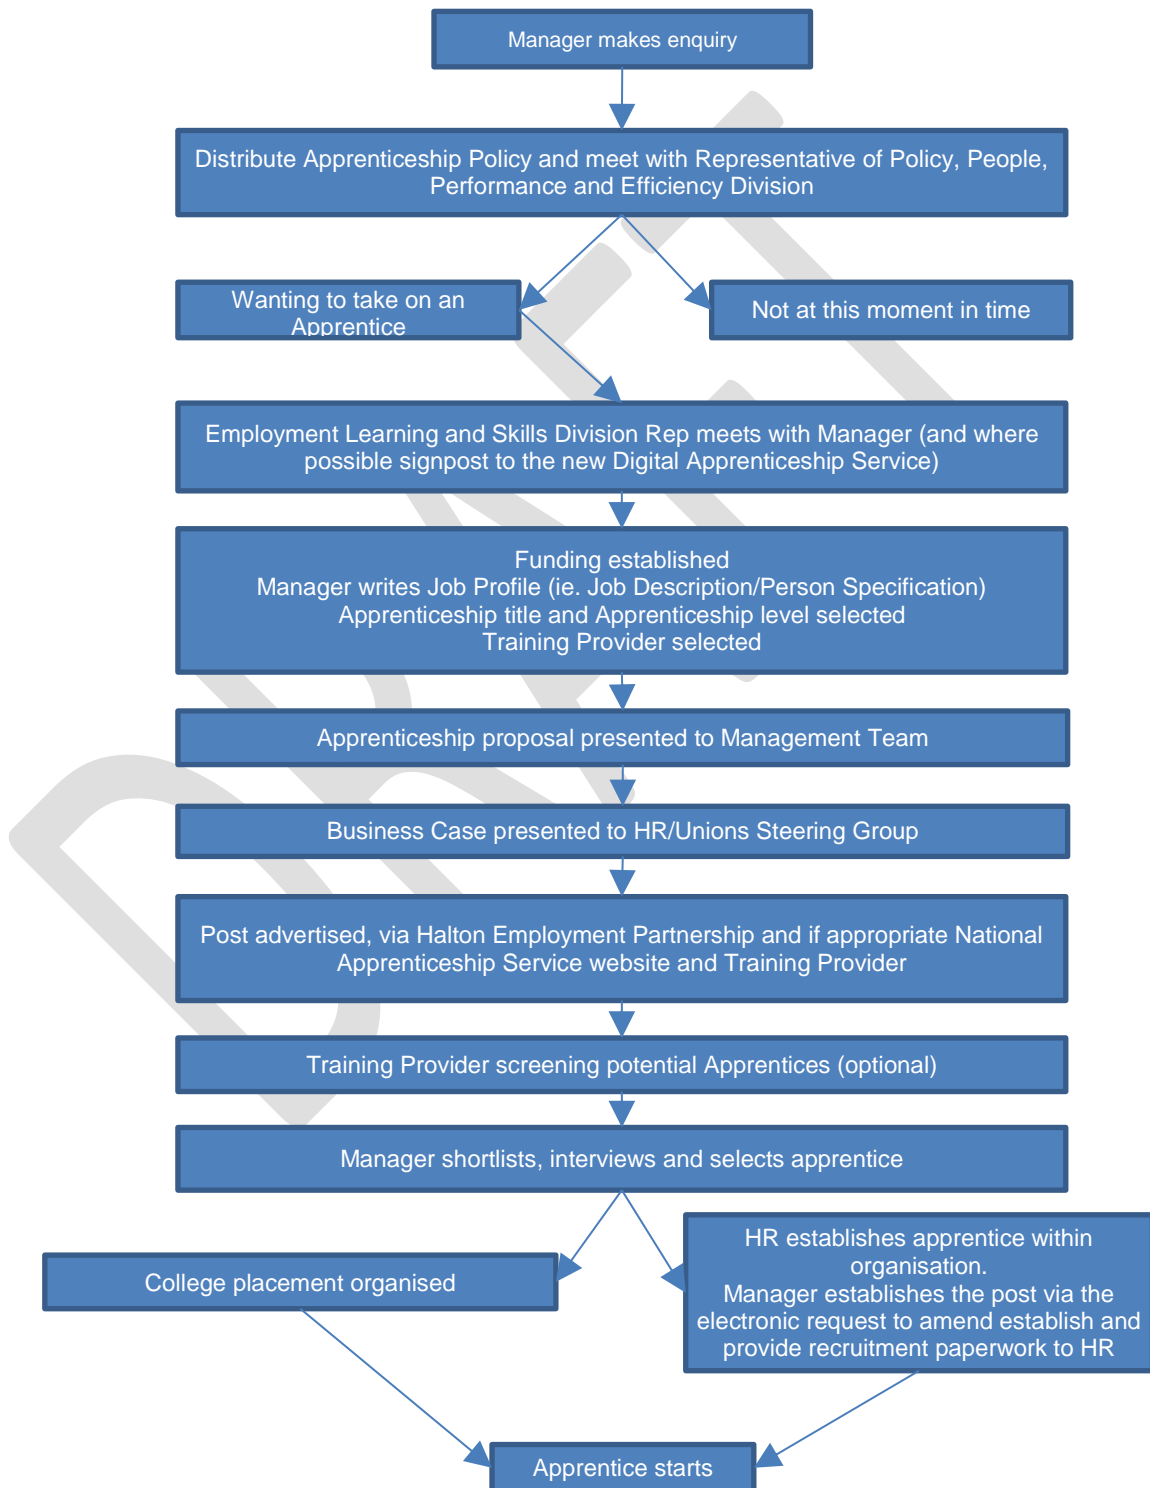 Manager makes enquiry
Distribute Apprenticeship Policy and meet with Representative of Policy, People,
Performance and Efficiency Division
Wanting to take on an
Apprentice
Not at this moment in time
Employment Learning and Skills Division Rep meets with Manager (and where
possible signpost to the new Digital Apprenticeship Service)
Funding established
Manager writes Job Profile (ie. Job Description/Person Specification)
Apprenticeship title and Apprenticeship level selected
Training Provider selected
Apprenticeship proposal presented to Management Team
Business Case presented to HR/Unions Steering Group
Post advertised, via Halton Employment Partnership and if appropriate National
Apprenticeship Service website and Training Provider
Training Provider screening potential Apprentices (optional)
Manager shortlists, interviews and selects apprentice
College placement organised
HR establishes apprentice within
organisation.
Manager establishes the post via the
electronic request to amend establish and
provide recruitment paperwork to HR
Apprentice starts
DRAFT